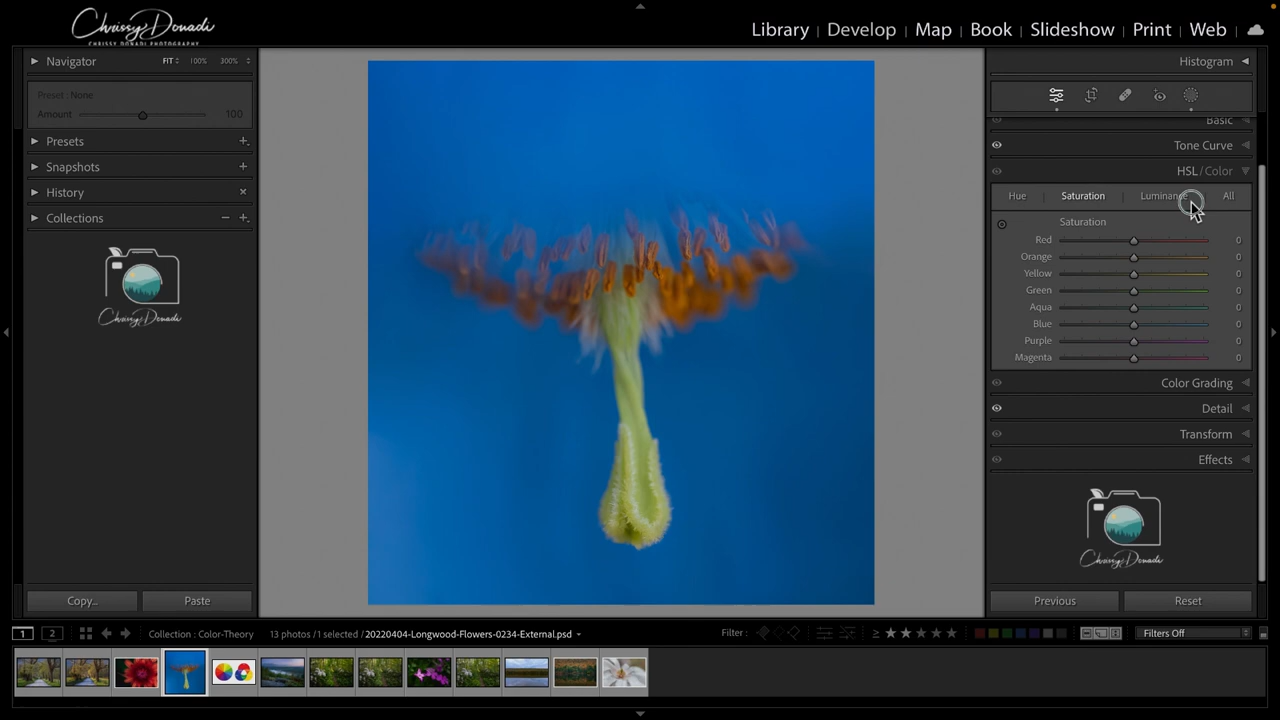 Chrissy Donadi
CHRISSY DONADI PHOTOGRAPHY
Library | Develop | Map | Book | Slideshow | Print | Web
Navigator FIT 100% 300%
Preset : None
Amount 100
Presets
Snapshots
History
Collections
Chrissy Donadi
Copy... Paste
Histogram
Basic
Tone Curve
HSL / Color
Hue Saturation Luminance All
Saturation
Red 0
Orange 0
Yellow 0
Green 0
Aqua 0
Blue 0
Purple 0
Magenta 0
Color Grading
Detail
Transform
Effects
Chrissy Donadi
Previous Reset
1 2 Collection : Color-Theory 13 photos / 1 selected / 20220404-Longwood-Flowers-0234-External.psd Filter : Filters Off